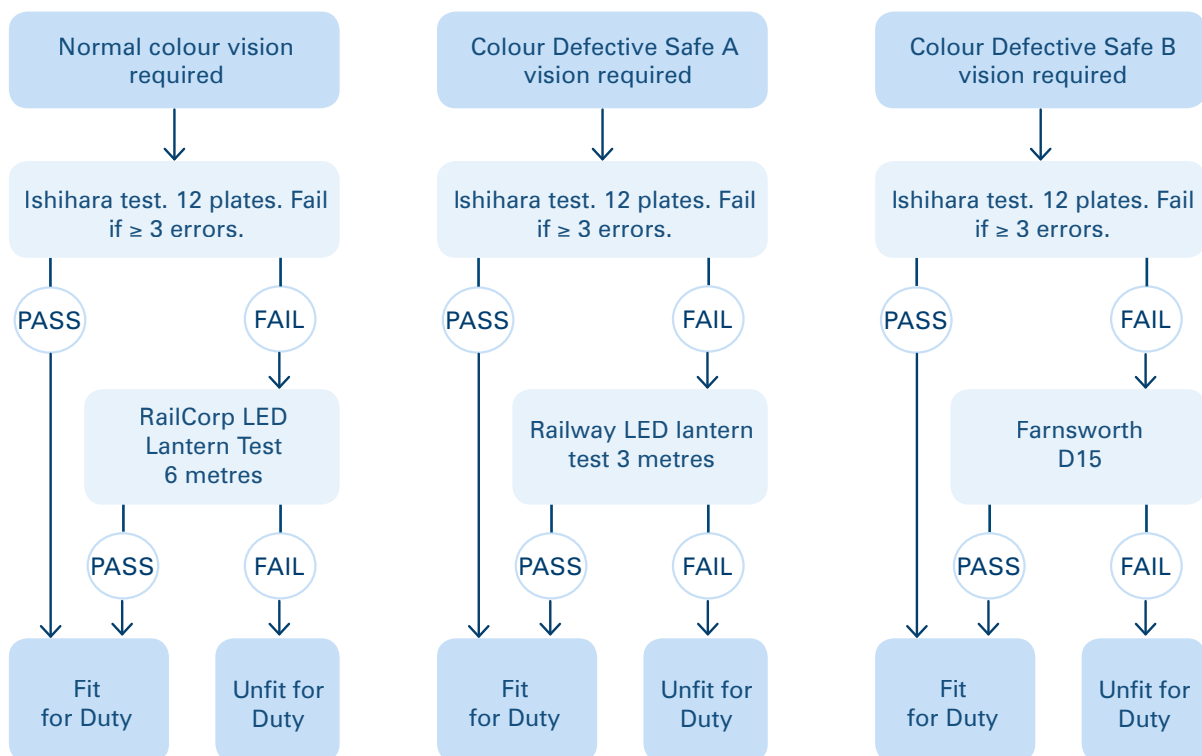 Normal colour vision
required
Ishihara test. 12 plates. Fail
if ≥ 3 errors.
PASS
FAIL
RailCorp LED
Lantern Test
6 metres
PASS
FAIL
Fit
for Duty
Unfit for
Duty
Colour Defective Safe A
vision required
Ishihara test. 12 plates. Fail
if ≥ 3 errors.
PASS
FAIL
Railway LED lantern
test 3 metres
PASS
FAIL
Fit
for Duty
Unfit for
Duty
Colour Defective Safe B
vision required
Ishihara test. 12 plates. Fail
if ≥ 3 errors.
PASS
FAIL
Farnsworth
D15
PASS
FAIL
Fit
for Duty
Unfit for
Duty